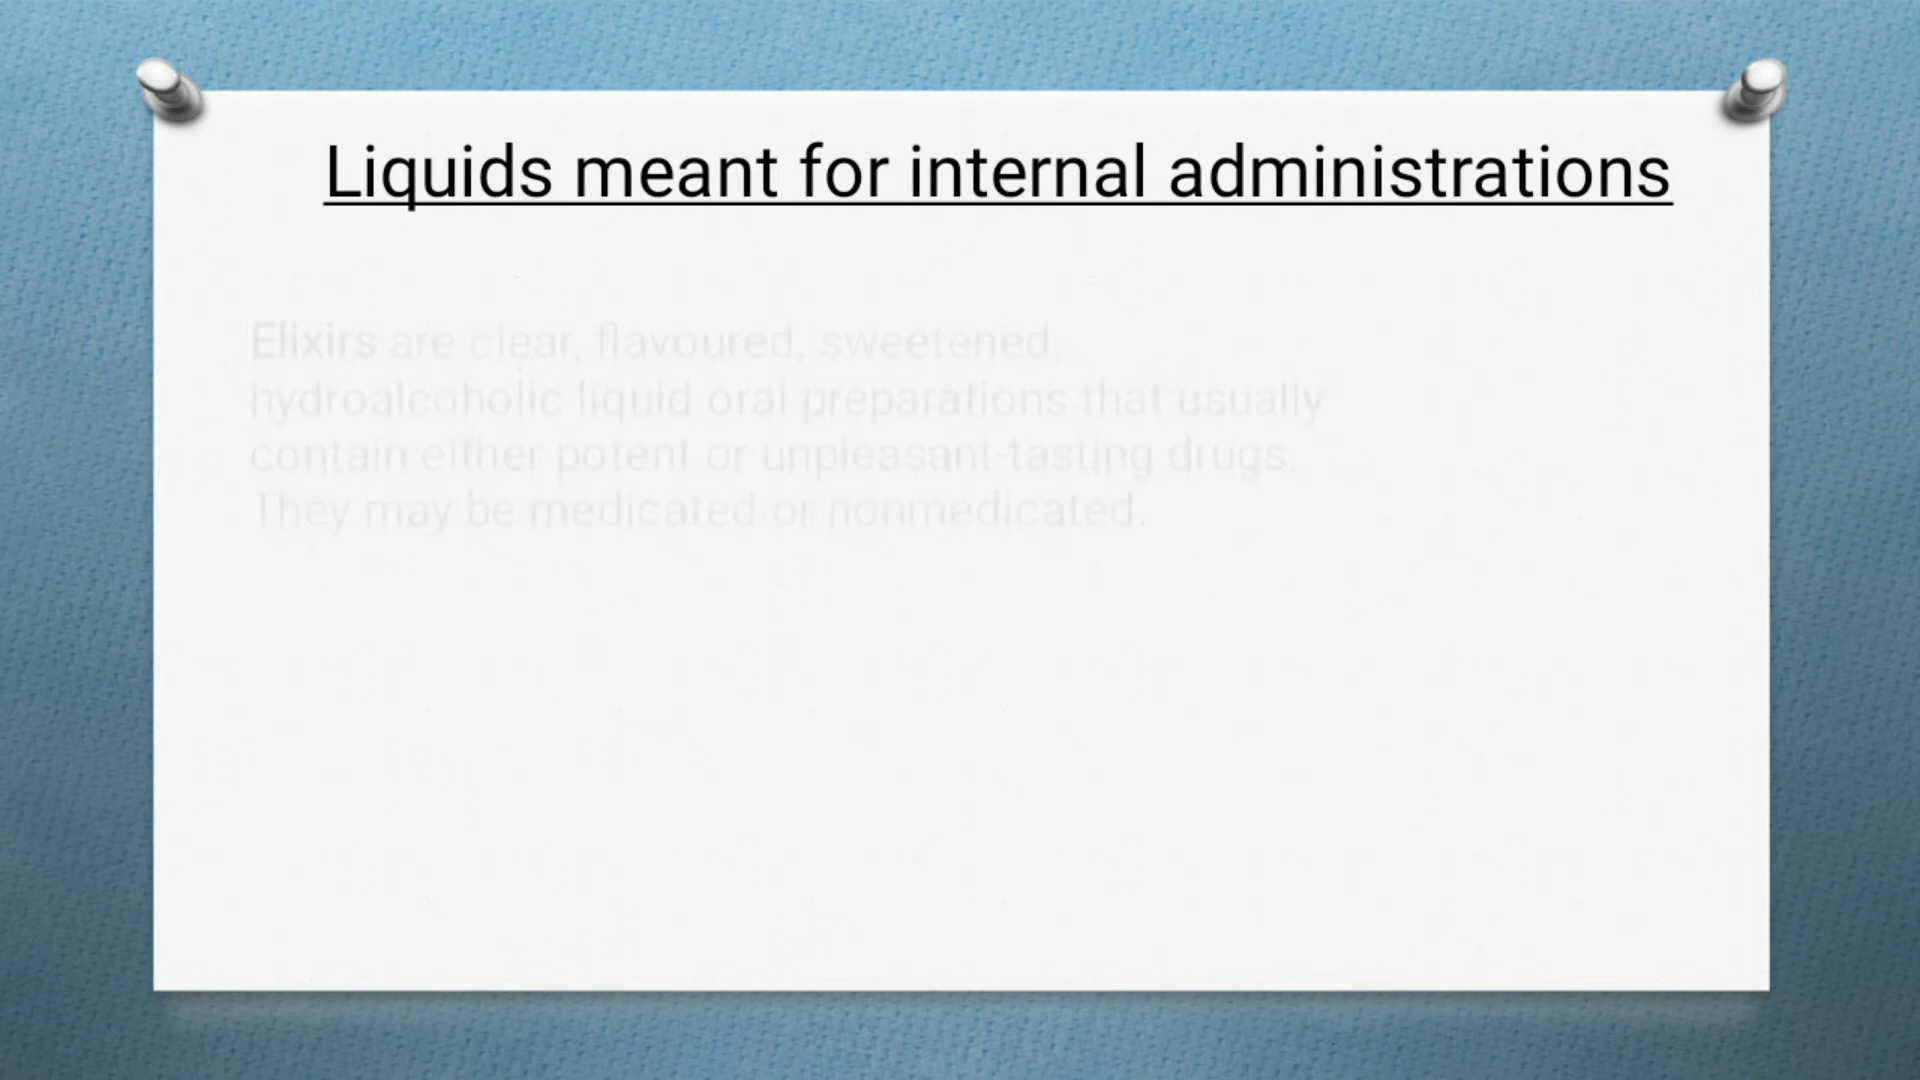 Liquids meant for internal administrations
Elixirs are clear, flavoured, sweetened,
hydroalcoholic liquid oral preparations that usually
contain either potent or unpleasant-tasting drugs.
They may be medicated or nonmedicated.